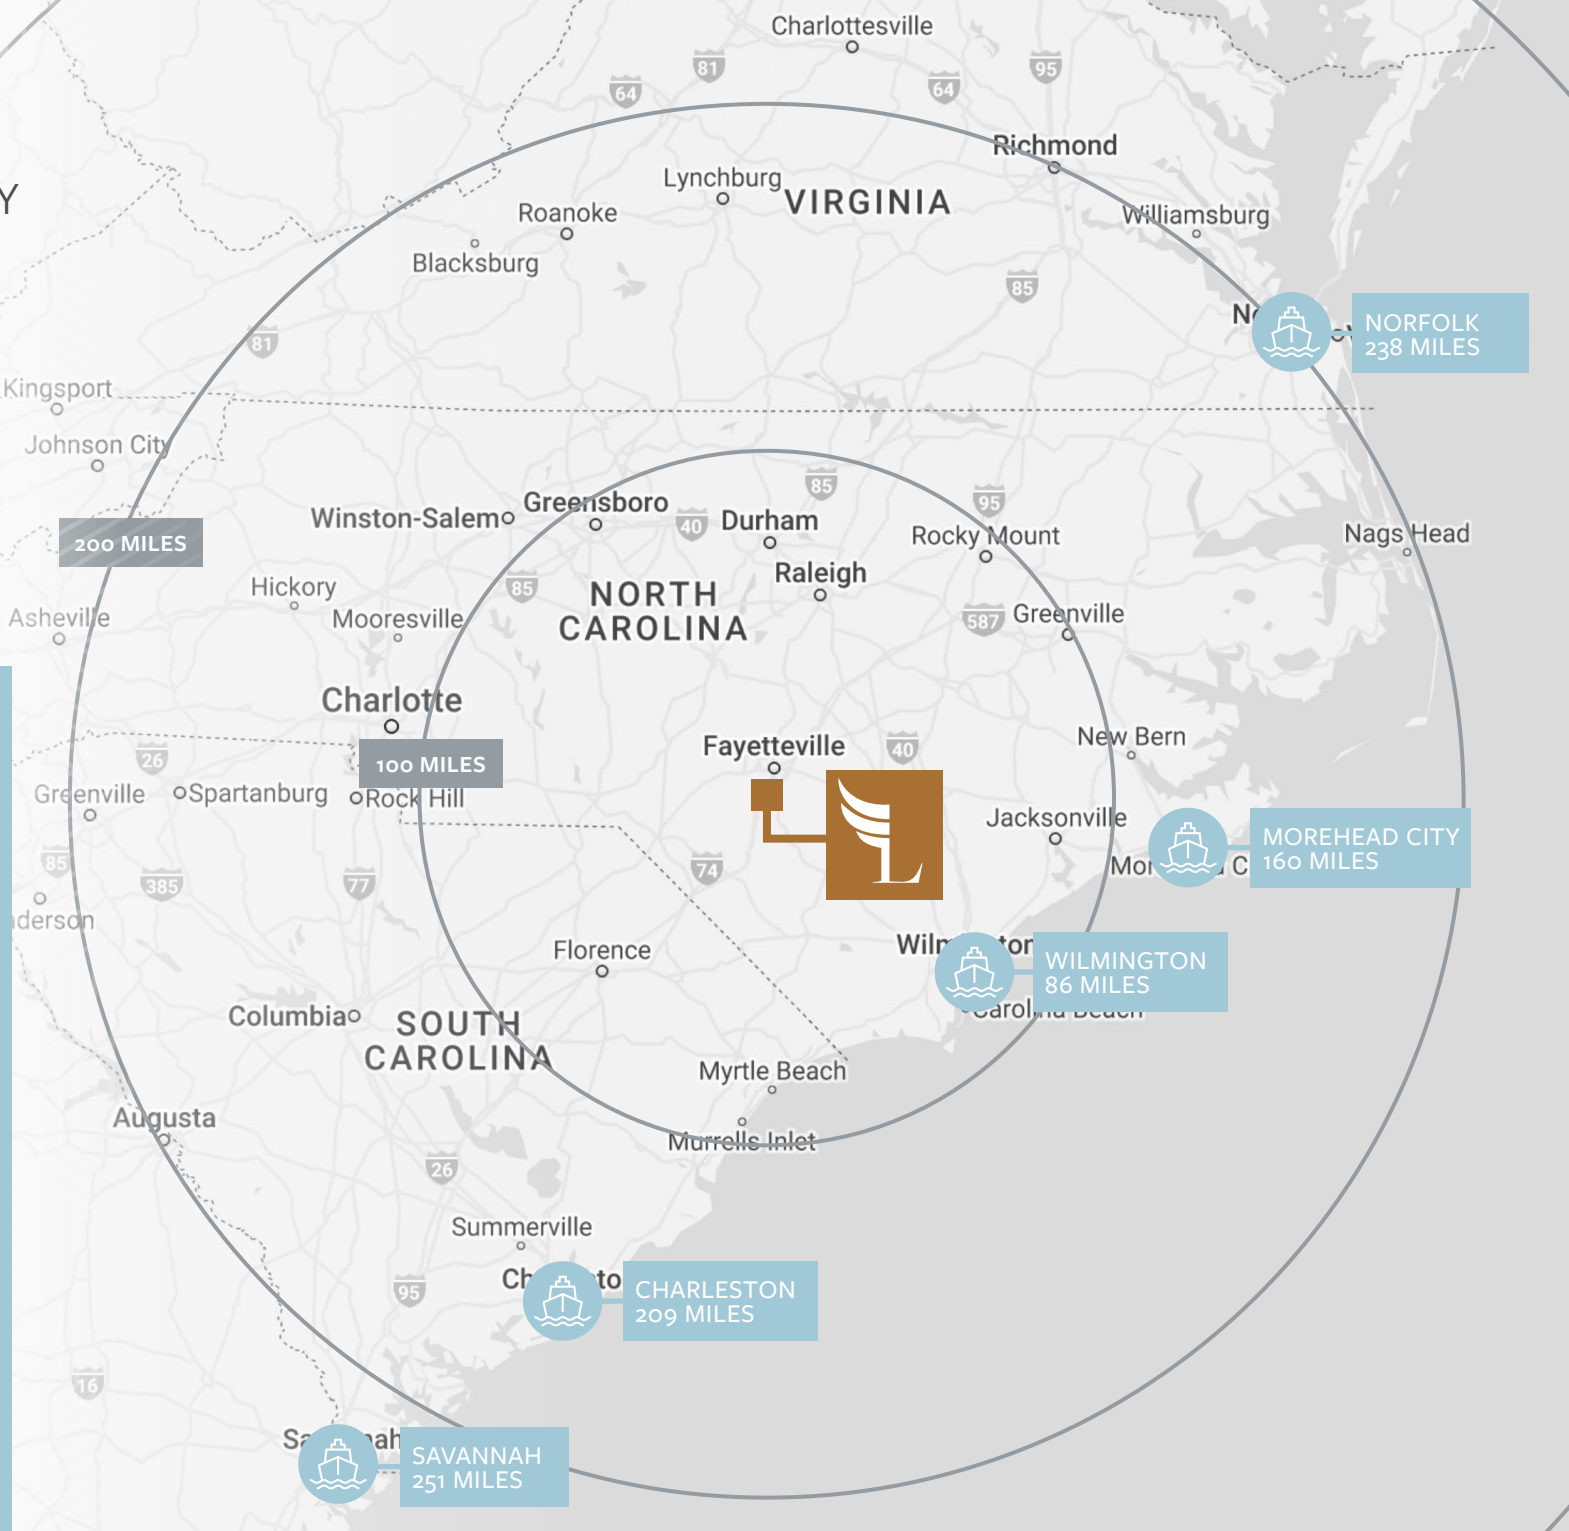 Charlottesville
81
95
64
64
Richmond
Lynchburg
Y
VIRGINIA
Roanoke
Williamsburg
Blacksburg
85
NORFOLK
238 MILES
81
Kingsport
Johnson City
85
Greensboro
95
Winston-Salem
40
Durham
Rocky Mount
Nags Head
200 MILES
Raleigh
Hickory
85
NORTH
CAROLINA
Mooresville
587
Greenville
Asheville
Charlotte
Fayetteville
40
New Bern
26
100 MILES
Greenville
Spartanburg
Rock Hill
Jacksonville
MOREHEAD CITY
160 MILES
85
74
385
77
L
Florence
WILMINGTON
86 MILES
Carolina Beach
Columbia
SOUTH
CAROLINA
Myrtle Beach
Augusta
Murrells Inlet
26
Summerville
CHARLESTON
209 MILES
95
16
SAVANNAH
251 MILES